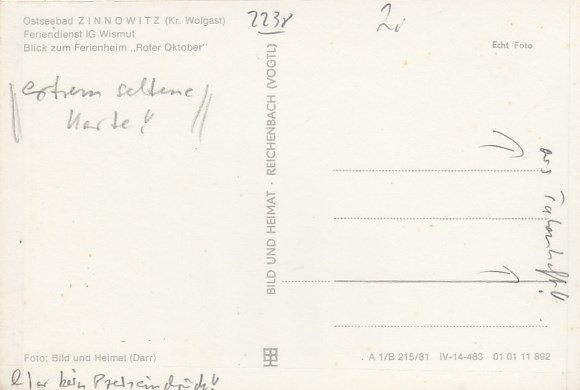 Ostseebad ZINNOWITZ (Kr. Wolgast)
Feriendienst IG Wismut
Blick zum Ferienheim „Roter Oktober"
2238
Echt Foto
extrem seltene
Karte!
BILD UND HEIMAT · REICHENBACH (VOGTL)
aus
Foto: Bild und Heimat (Darr)
A 1/B 215/81 IV-14-483 01 01 11 892
kein